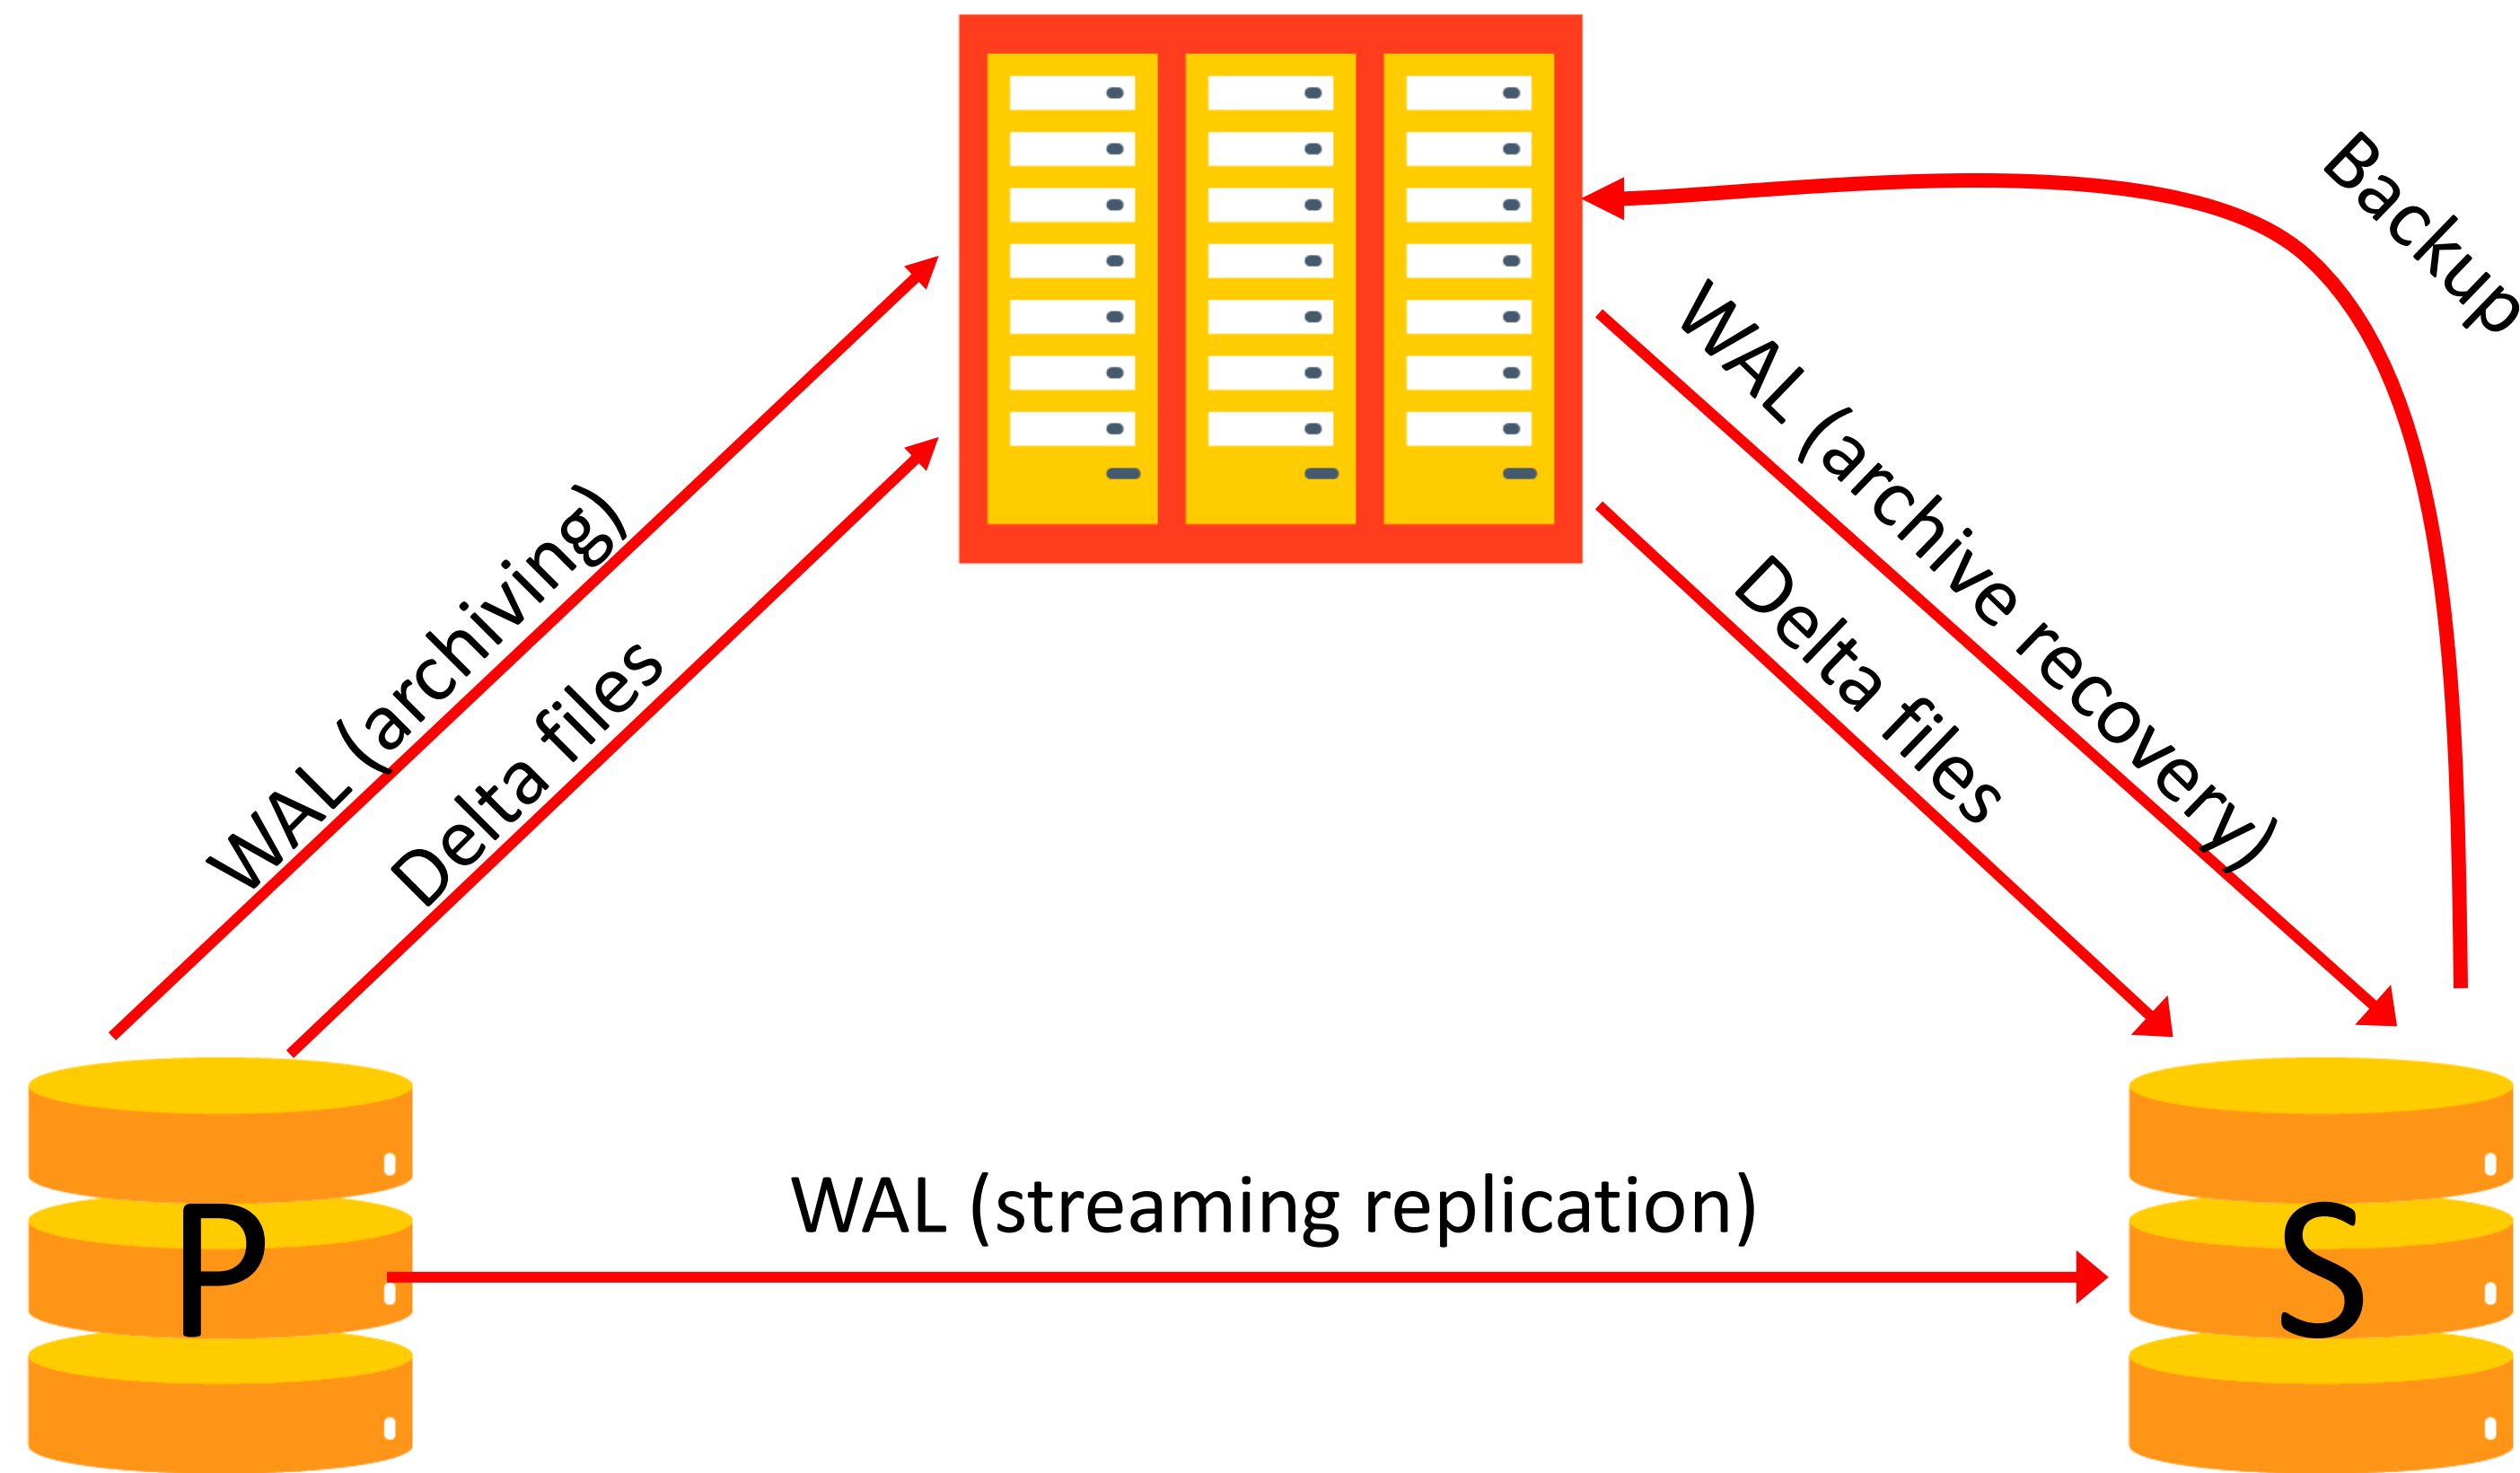 Backup
WAL (archiving)
Delta files
WAL (archive recovery)
Delta files
WAL (streaming replication)
P
S